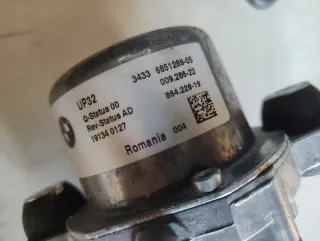 UP32
Q-Status 00
Rev-Status AD
19134 0127
3433 6851289-05
009.286-22
864.228-19
Romania 004